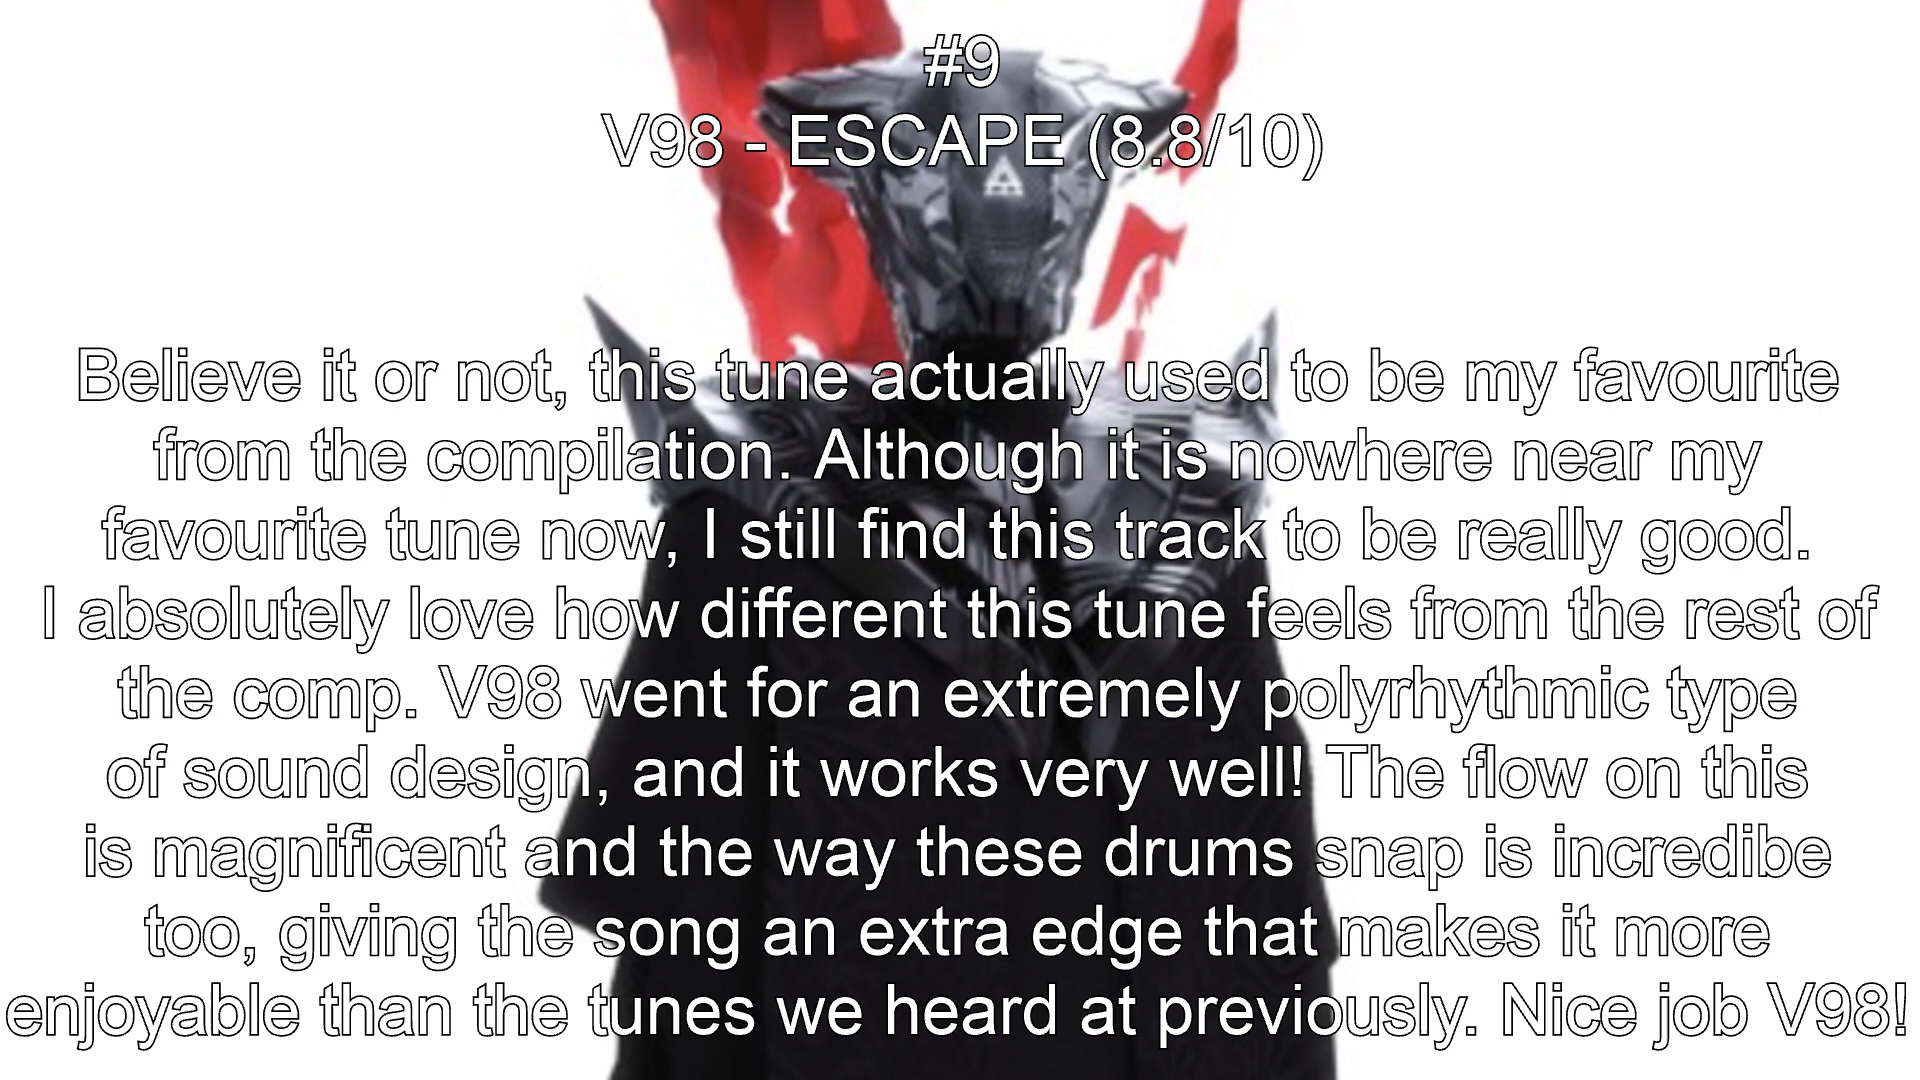 #9
V98 - ESCAPE (8.8/10)
Believe it or not, this tune actually used to be my favourite
from the compilation. Although it is nowhere near my
favourite tune now, I still find this track to be really good.
I absolutely love how different this tune feels from the rest of
the comp. V98 went for an extremely polyrhythmic type
of sound design, and it works very well! The flow on this
is magnificent and the way these drums snap is incredibe
too, giving the song an extra edge that makes it more
enjoyable than the tunes we heard at previously. Nice job V98!